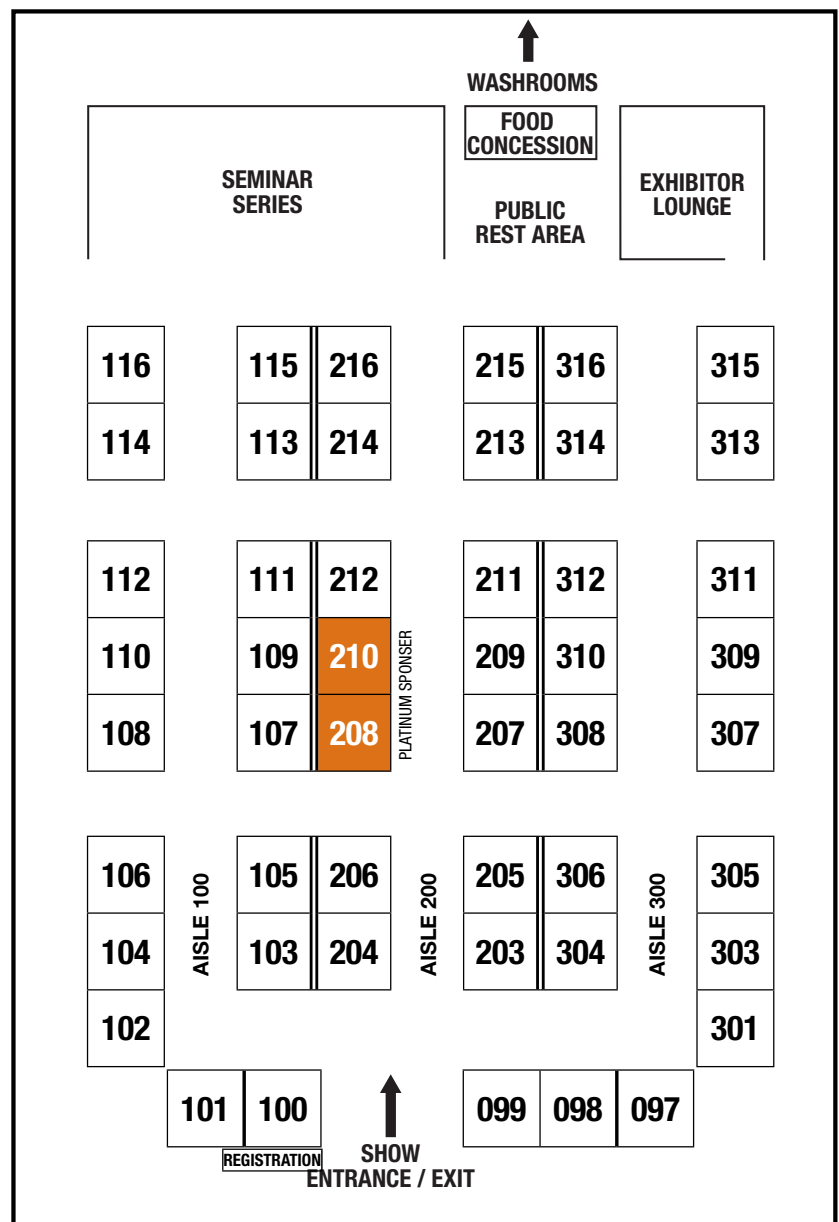 WASHROOMS
FOOD
CONCESSION
SEMINAR
SERIES
PUBLIC
REST AREA
EXHIBITOR
LOUNGE
116 115 216 215 316 315
114 113 214 213 314 313
112 111 212 211 312 311
110 109 210 209 310 309
108 107 208 207 308 307
PLATINUM SPONSER
106 105 206 205 306 305
104 103 204 203 304 303
AISLE 100
AISLE 200
AISLE 300
102 301
101 100 099 098 097
REGISTRATION
SHOW
ENTRANCE / EXIT